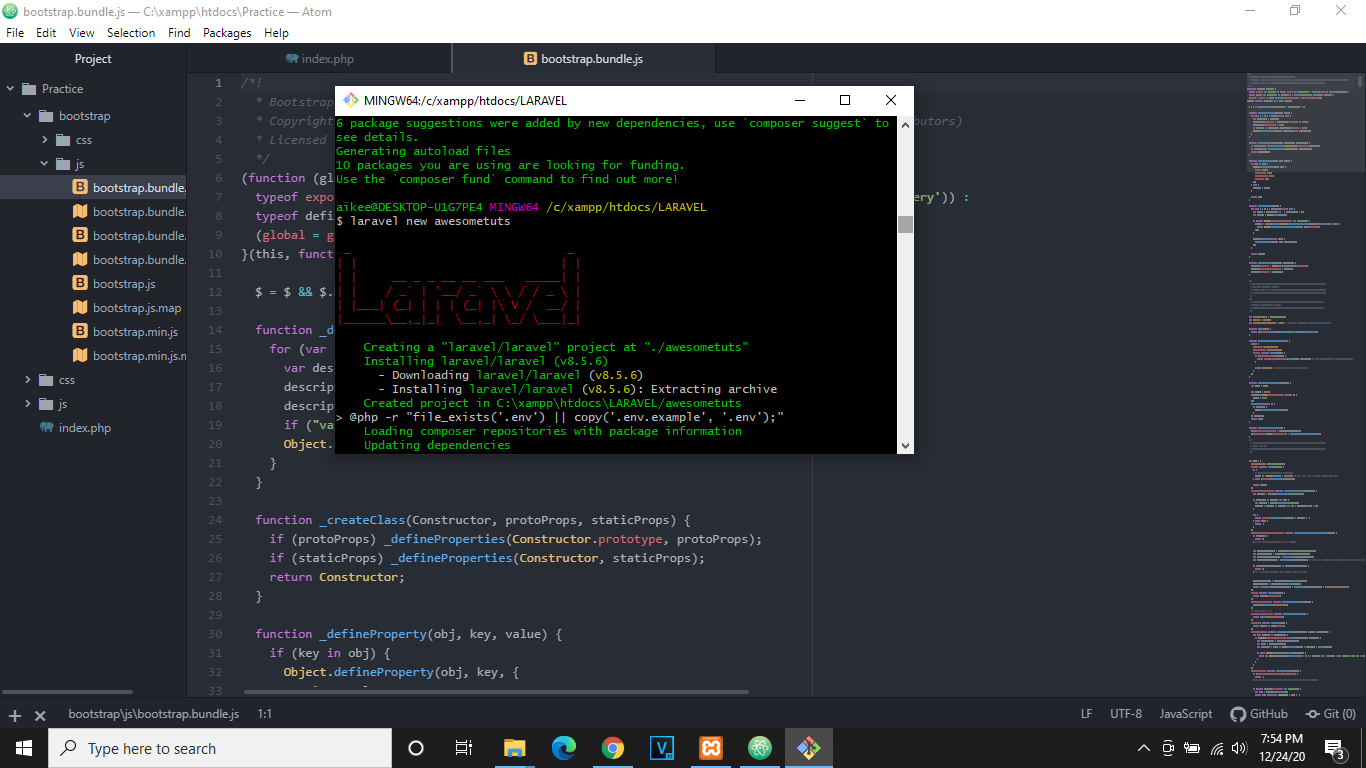 bootstrap.bundle.js — C:\xampp\htdocs\Practice — Atom
File Edit View Selection Find Packages Help
Project
index.php
bootstrap.bundle.js
Practice
bootstrap
css
js
bootstrap.bundle.
bootstrap.bundle.
bootstrap.bundle.
bootstrap.bundle.
bootstrap.js
bootstrap.js.map
bootstrap.min.js
bootstrap.min.js.m
css
js
index.php
1 /*!
2 * Bootstrap
3 * Copyright butors)
4 * Licensed
5 */
6 (function (gl
7 typeof expo ery')) :
8 typeof defi
9 (global = g
10 }(this, funct
11
12 $ = $ && $.
13
14 function _d
15 for (var
16 var des
17 descrip
18 descrip
19 if ("va
20 Object.
21 }
22 }
23
24 function _createClass(Constructor, protoProps, staticProps) {
25 if (protoProps) _defineProperties(Constructor.prototype, protoProps);
26 if (staticProps) _defineProperties(Constructor, staticProps);
27 return Constructor;
28 }
29
30 function _defineProperty(obj, key, value) {
31 if (key in obj) {
32 Object.defineProperty(obj, key, {
33
MINGW64:/c/xampp/htdocs/LARAVEL
6 package suggestions were added by new dependencies, use `composer suggest` to
see details.
Generating autoload files
10 packages you are using are looking for funding.
Use the `composer fund` command to find out more!
aikee@DESKTOP-U1G7PE4 MINGW64 /c/xampp/htdocs/LARAVEL
$ laravel new awesometuts
Laravel
Creating a "laravel/laravel" project at "./awesometuts"
Installing laravel/laravel (v8.5.6)
- Downloading laravel/laravel (v8.5.6)
- Installing laravel/laravel (v8.5.6): Extracting archive
Created project in C:\xampp\htdocs\LARAVEL/awesometuts
> @php -r "file_exists('.env') || copy('.env.example', '.env');"
Loading composer repositories with package information
Updating dependencies
bootstrap\js\bootstrap.bundle.js 1:1
LF UTF-8 JavaScript GitHub Git (0)
Type here to search
7:54 PM
12/24/20
3